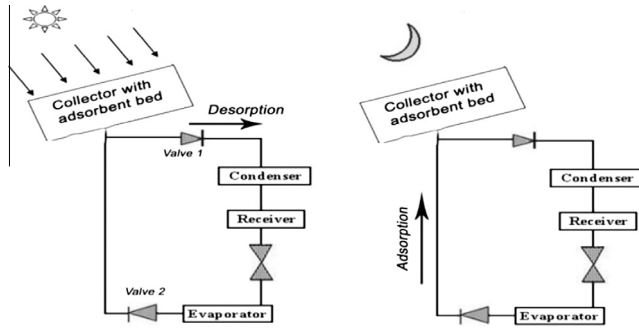 Collector with
adsorbent bed
Desorption
Valve 1
Condenser
Receiver
Valve 2
Evaporator
Collector with
adsorbent bed
Condenser
Receiver
Adsorption
Evaporator